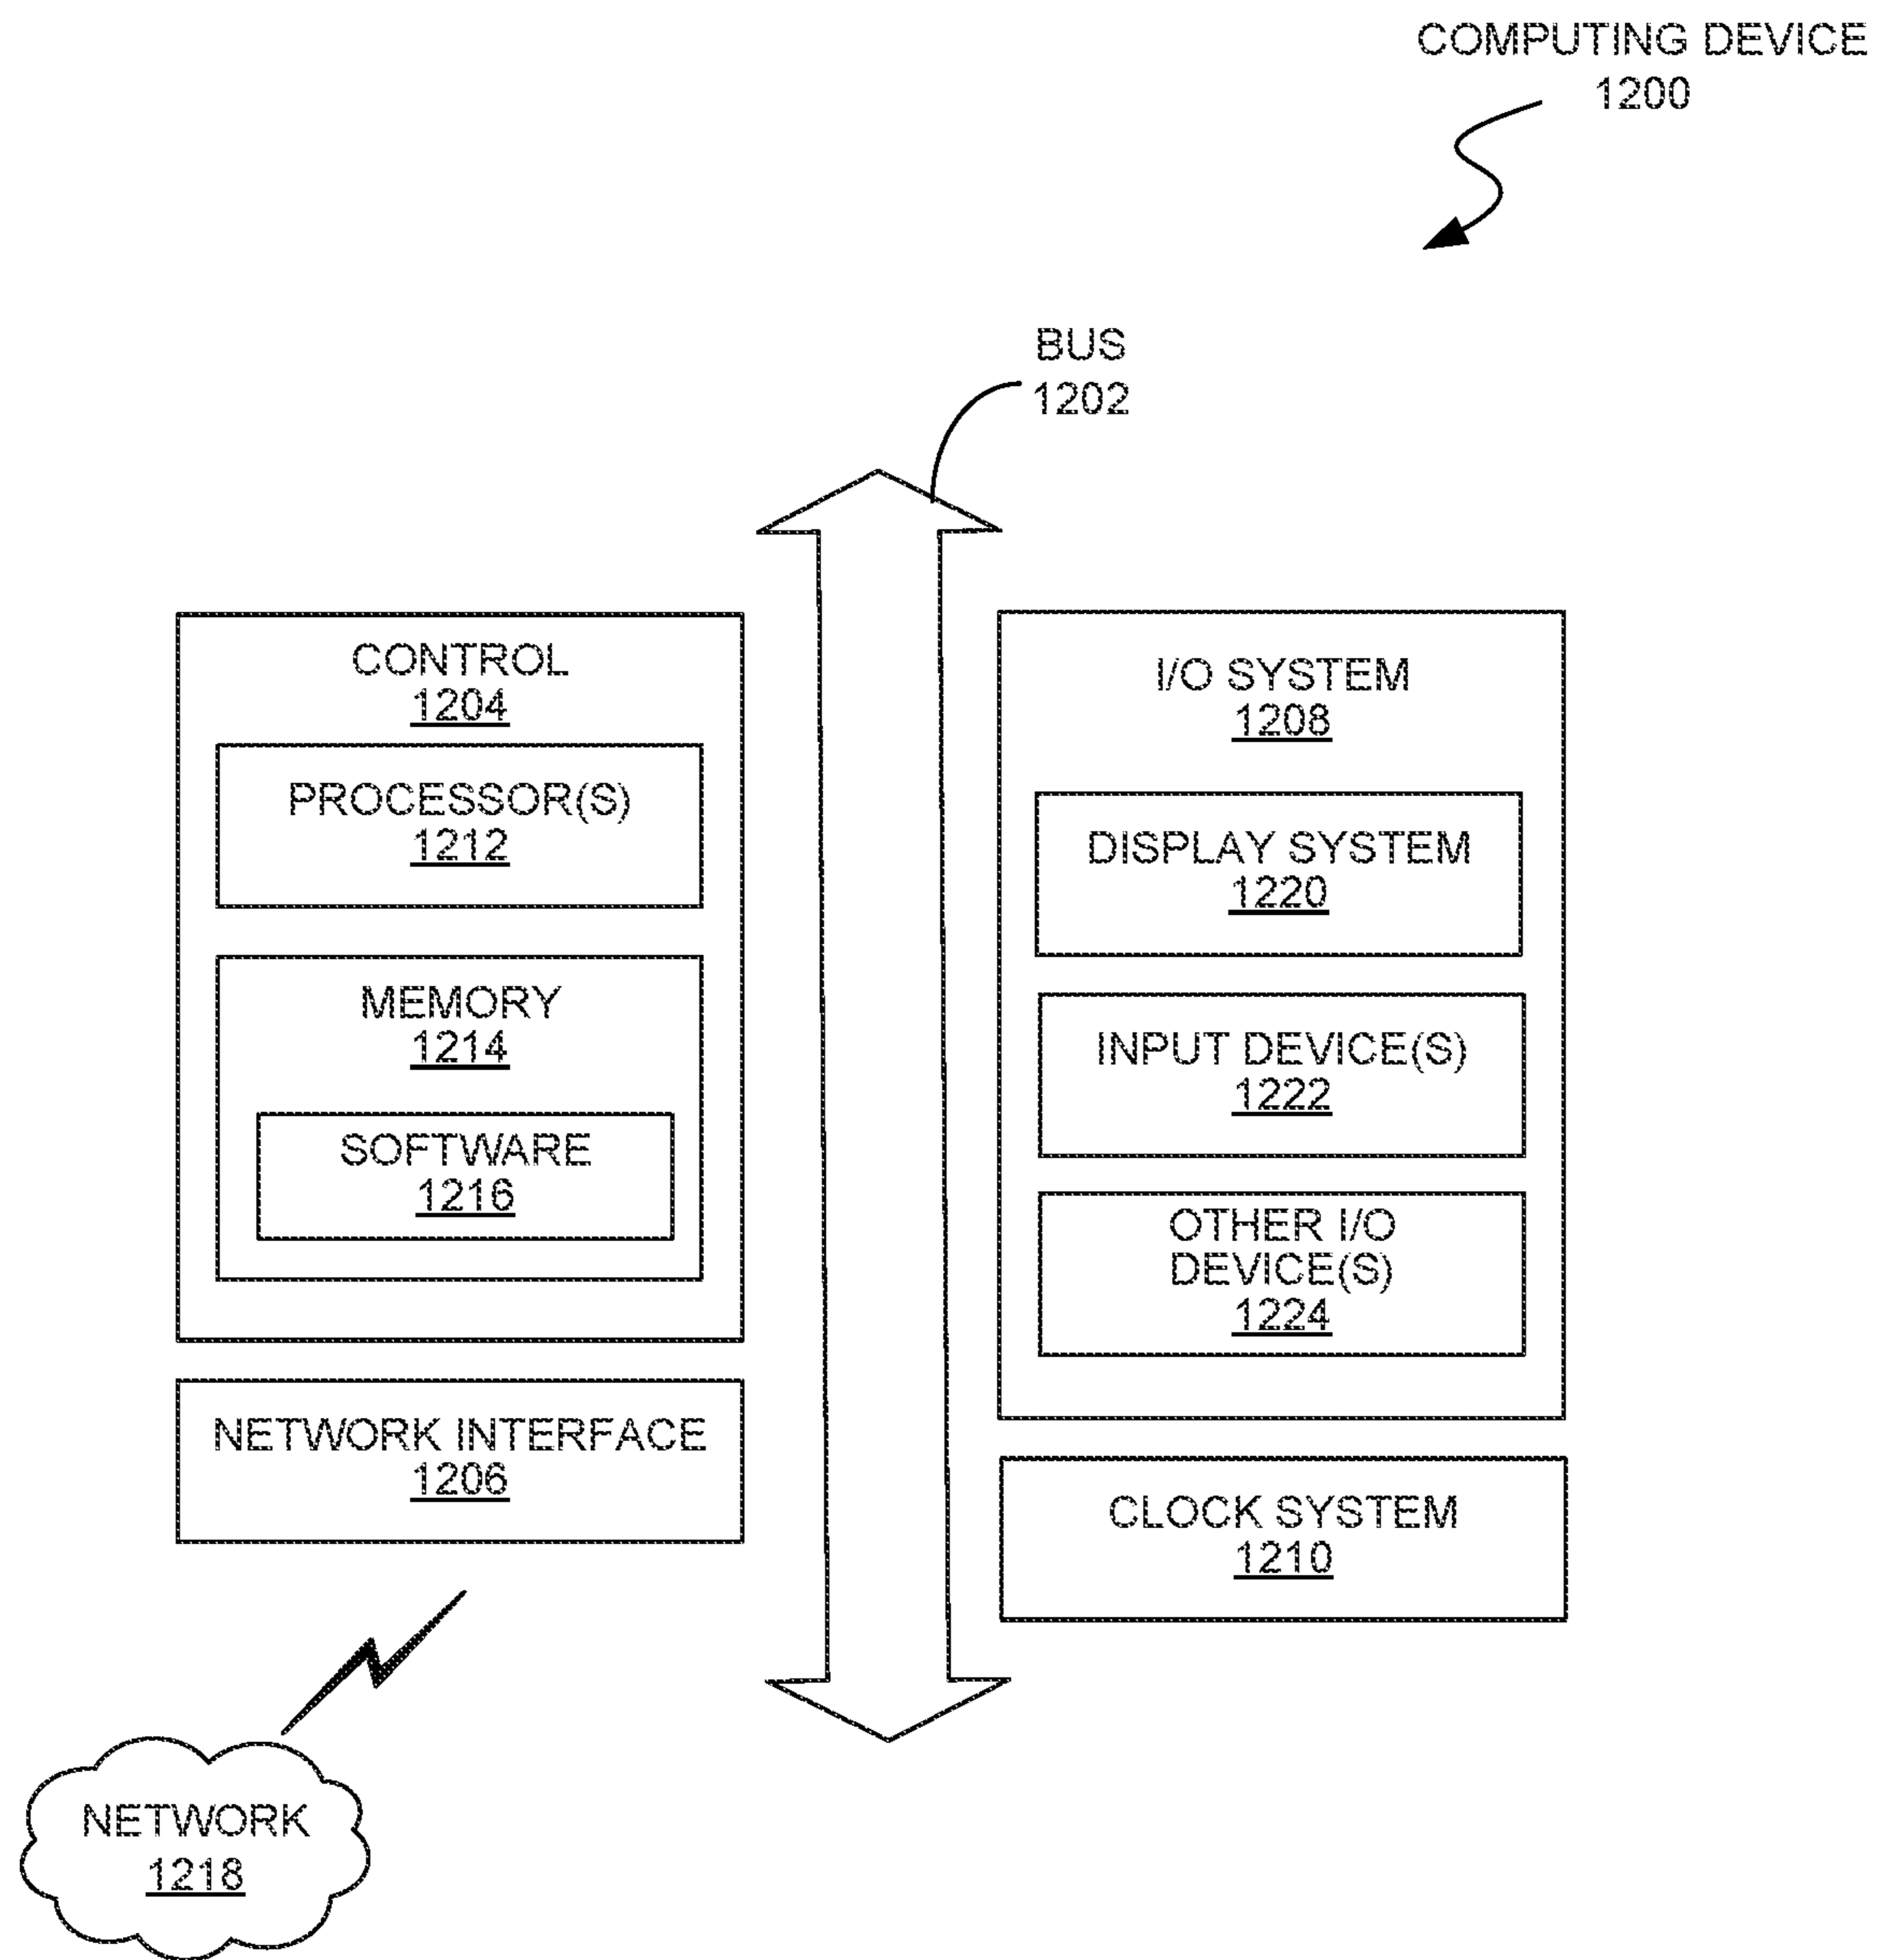 COMPUTING DEVICE
1200
BUS
1202
CONTROL
1204
PROCESSOR(S)
1212
MEMORY
1214
SOFTWARE
1216
NETWORK INTERFACE
1206
NETWORK
1218
I/O SYSTEM
1208
DISPLAY SYSTEM
1220
INPUT DEVICE(S)
1222
OTHER I/O
DEVICE(S)
1224
CLOCK SYSTEM
1210